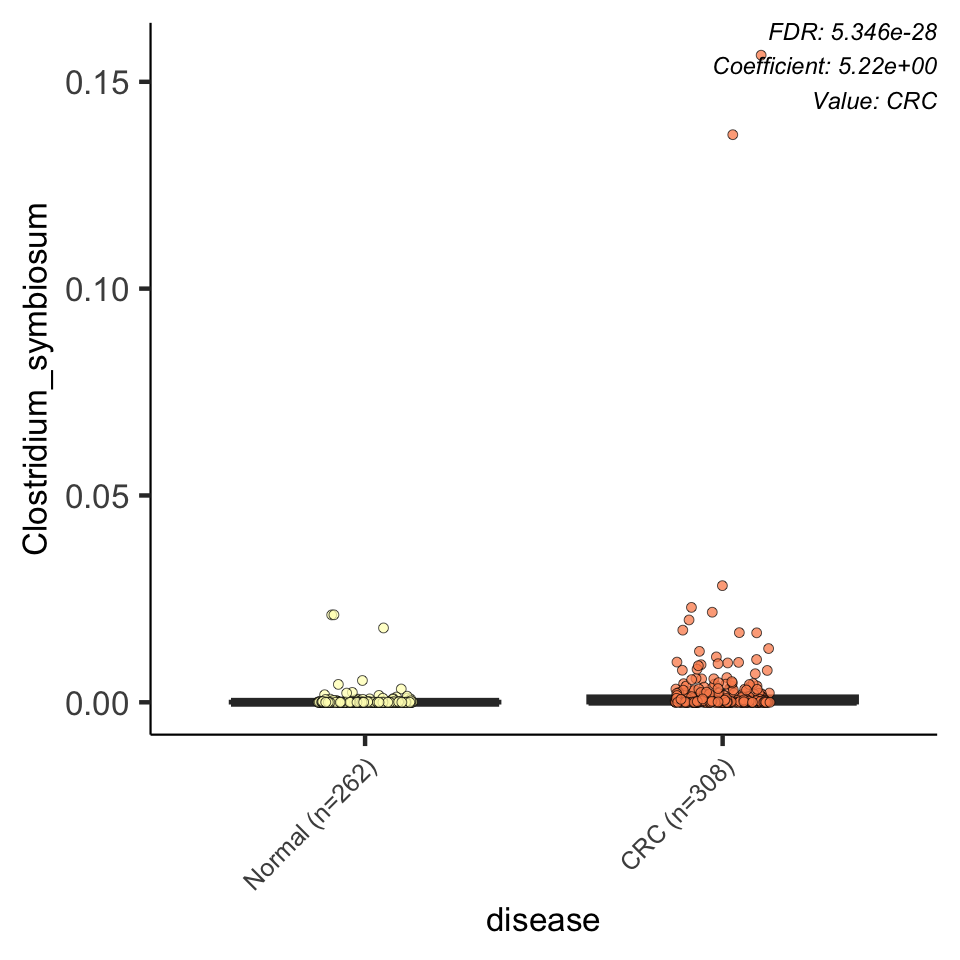 FDR: 5.346e-28
Coefficient: 5.22e+00
Value: CRC
Clostridium_symbiosum
0.15
0.10
0.05
0.00
Normal (n=262)
CRC (n=308)
disease